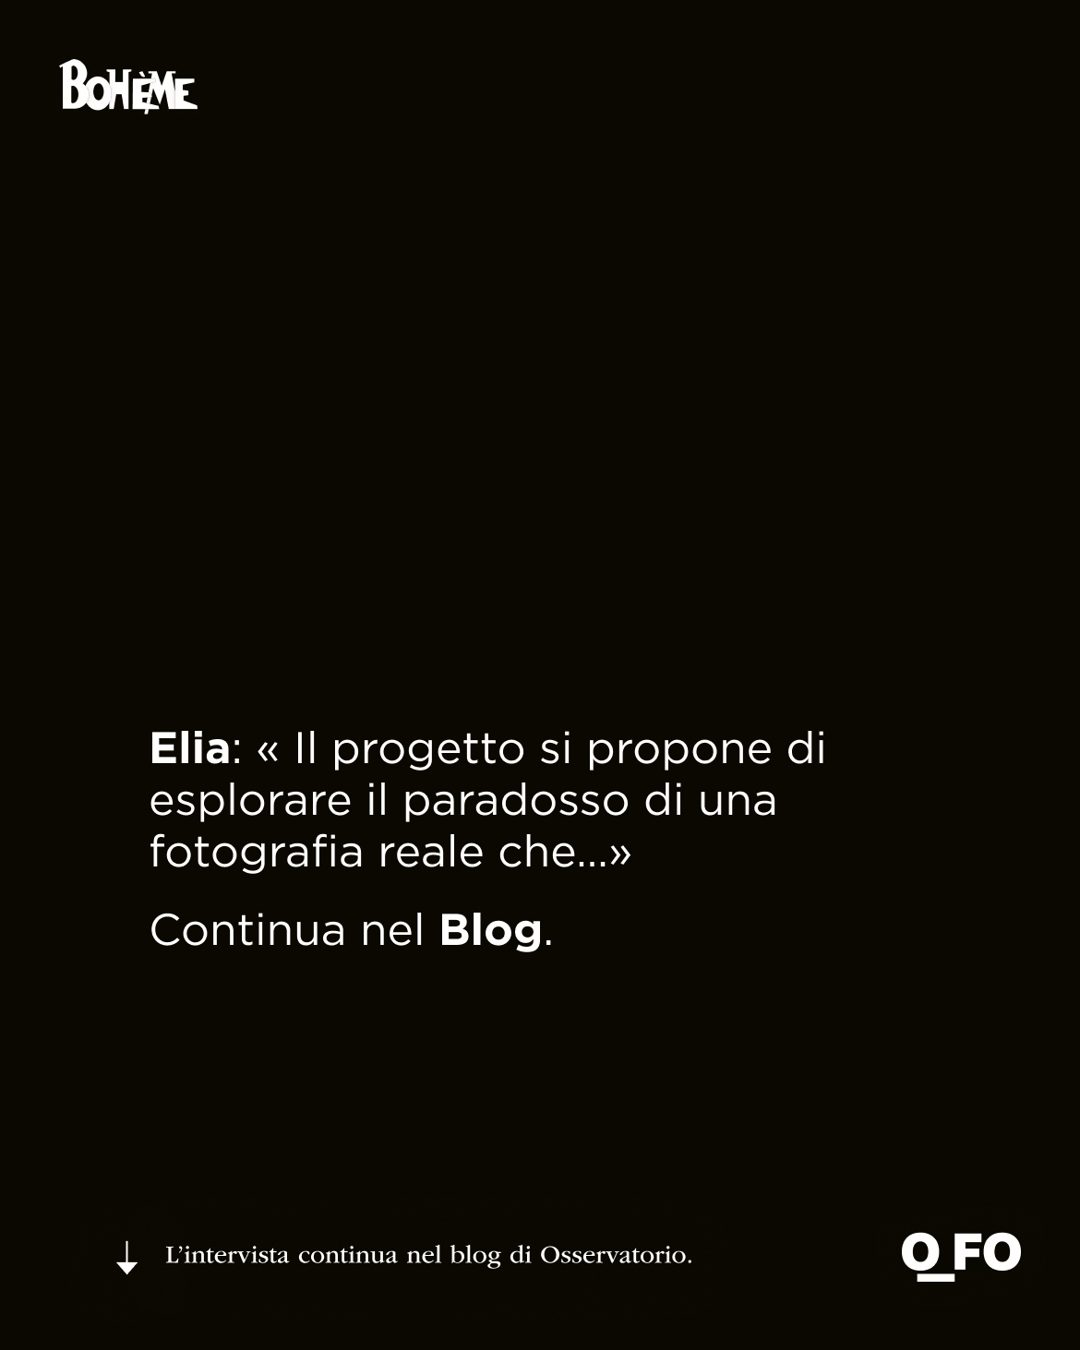 BOHÈME
Elia: « Il progetto si propone di
esplorare il paradosso di una
fotografia reale che...»
Continua nel Blog.
L’intervista continua nel blog di Osservatorio.
O_FO